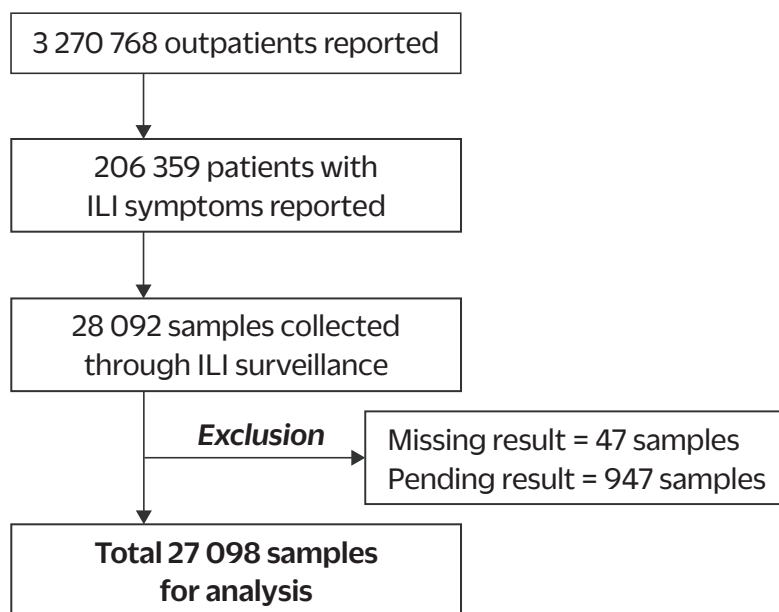 3 270 768 outpatients reported
206 359 patients with
ILI symptoms reported
28 092 samples collected
through ILI surveillance
Exclusion
Missing result = 47 samples
Pending result = 947 samples
Total 27 098 samples
for analysis